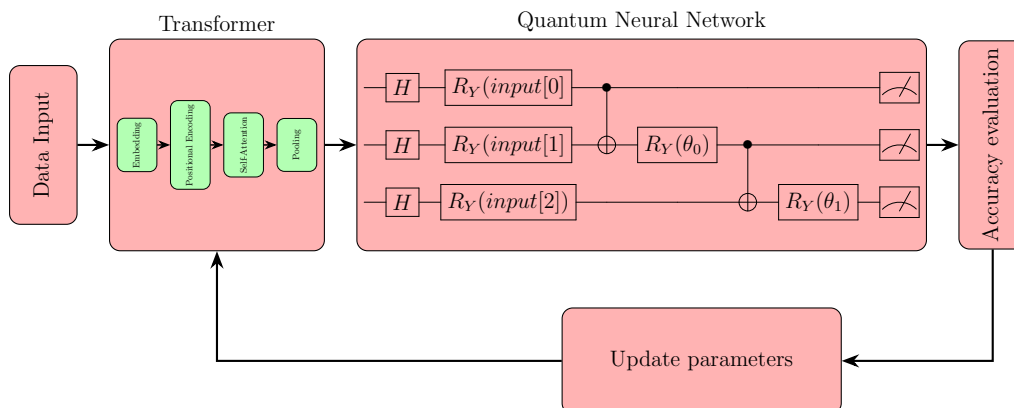 Transformer
Quantum Neural Network
Data Input
Embedding
Positional Encoding
Self-Attention
Pooling
H
R_Y(input[0]
H
R_Y(input[1]
R_Y(θ_0)
H
R_Y(input[2])
R_Y(θ_1)
Accuracy evaluation
Update parameters